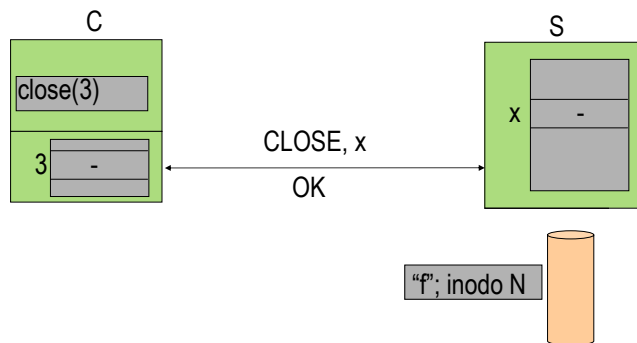 C
S
close(3)
x
-
CLOSE, x
3
-
OK
“f”; inodo N